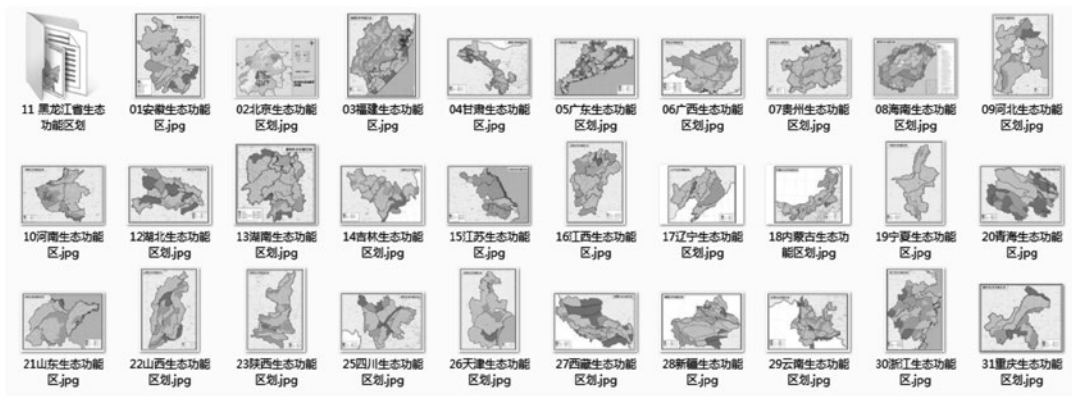 11 黑龙江省生态功能区划
01安徽生态功能区.jpg
02北京生态功能区划.jpg
03福建生态功能区.jpg
04甘肃生态功能区划.jpg
05广东生态功能区.jpg
06广西生态功能区划.jpg
07贵州生态功能区.jpg
08海南生态功能区划.jpg
09河北生态功能区.jpg
10河南生态功能区.jpg
12湖北生态功能区.jpg
13湖南生态功能区.jpg
14吉林生态功能区.jpg
15江苏生态功能区.jpg
16江西生态功能区.jpg
17辽宁生态功能区.jpg
18内蒙古生态功能区划.jpg
19宁夏生态功能区.jpg
20青海生态功能区.jpg
21山东生态功能区.jpg
22山西生态功能区划.jpg
23陕西生态功能区划.jpg
25四川生态功能区划.jpg
26天津生态功能区.jpg
27西藏生态功能区划.jpg
28新疆生态功能区划.jpg
29云南生态功能区划.jpg
30浙江生态功能区.jpg
31重庆生态功能区.jpg